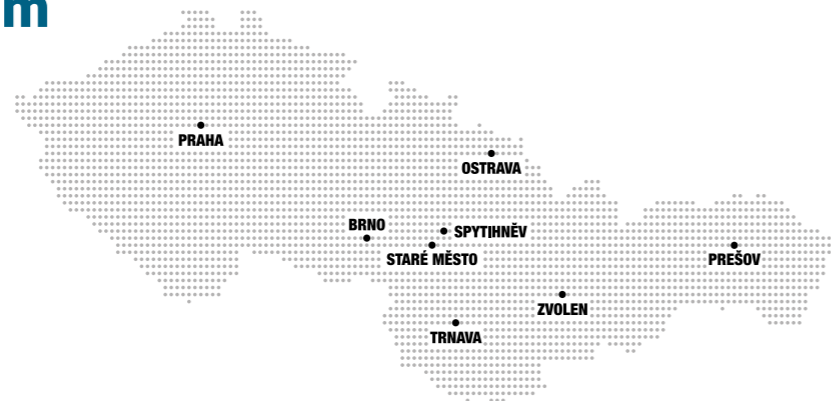 m
PRAHA
OSTRAVA
BRNO
SPYTIHNĚV
STARÉ MĚSTO
PREŠOV
ZVOLEN
TRNAVA